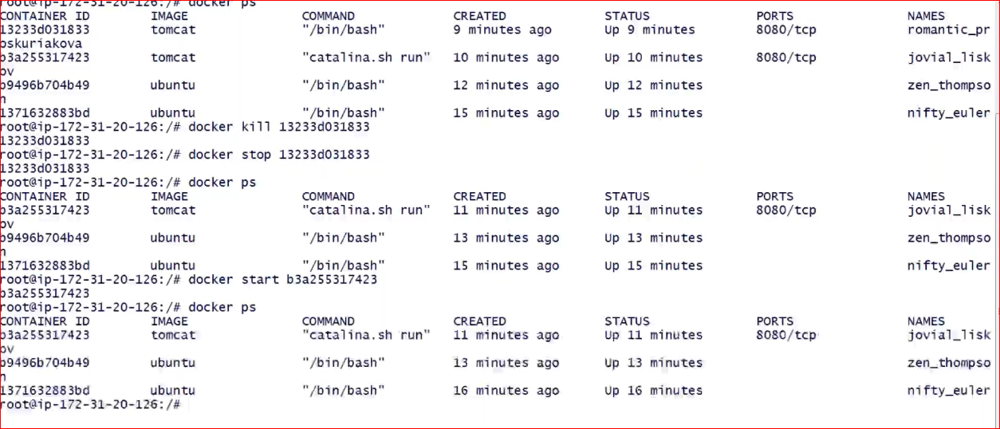 root@ip-172-31-20-126:/# docker ps
CONTAINER ID IMAGE COMMAND CREATED STATUS PORTS NAMES
13233d031833 tomcat "/bin/bash" 9 minutes ago Up 9 minutes 8080/tcp romantic_pr
oskuriakova
b3a255317423 tomcat "catalina.sh run" 10 minutes ago Up 10 minutes 8080/tcp jovial_lisk
ov
b9496b704b49 ubuntu "/bin/bash" 12 minutes ago Up 12 minutes zen_thompso
n
1371632883bd ubuntu "/bin/bash" 15 minutes ago Up 15 minutes nifty_euler
root@ip-172-31-20-126:/# docker kill 13233d031833
13233d031833
root@ip-172-31-20-126:/# docker stop 13233d031833
13233d031833
root@ip-172-31-20-126:/# docker ps
CONTAINER ID IMAGE COMMAND CREATED STATUS PORTS NAMES
b3a255317423 tomcat "catalina.sh run" 11 minutes ago Up 11 minutes 8080/tcp jovial_lisk
ov
b9496b704b49 ubuntu "/bin/bash" 13 minutes ago Up 13 minutes zen_thompso
n
1371632883bd ubuntu "/bin/bash" 15 minutes ago Up 15 minutes nifty_euler
root@ip-172-31-20-126:/# docker start b3a255317423
b3a255317423
root@ip-172-31-20-126:/# docker ps
CONTAINER ID IMAGE COMMAND CREATED STATUS PORTS NAMES
b3a255317423 tomcat "catalina.sh run" 11 minutes ago Up 11 minutes 8080/tcp jovial_lisk
ov
b9496b704b49 ubuntu "/bin/bash" 13 minutes ago Up 13 minutes zen_thompso
n
1371632883bd ubuntu "/bin/bash" 16 minutes ago Up 16 minutes nifty_euler
root@ip-172-31-20-126:/#